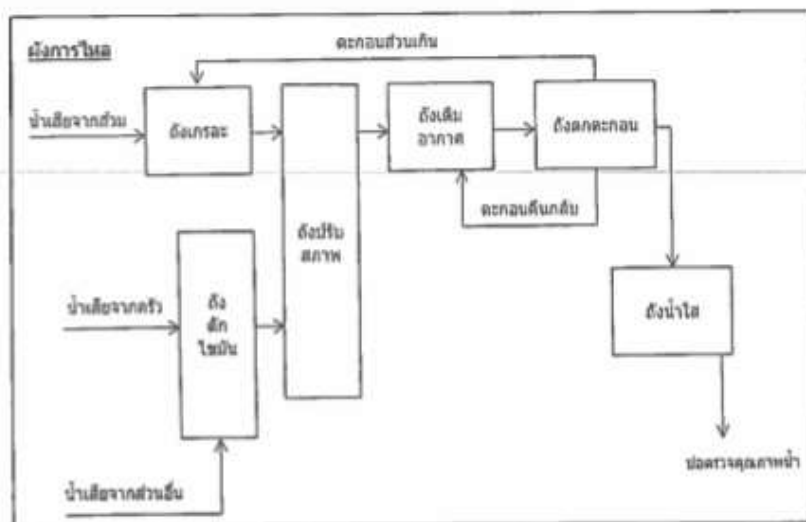 ผังการไหล
ตะกอนส่วนเกิน
น้ำเสียจากส้วม
ถังเกรอะ
ถังเติม
อากาศ
ถังตกตะกอน
ตะกอนคืนกลับ
ถังปรับ
สภาพ
น้ำเสียจากครัว
ถัง
ดัก
ไขมัน
ถังน้ำใส
น้ำเสียจากส่วนอื่น
บ่อตรวจคุณภาพน้ำ